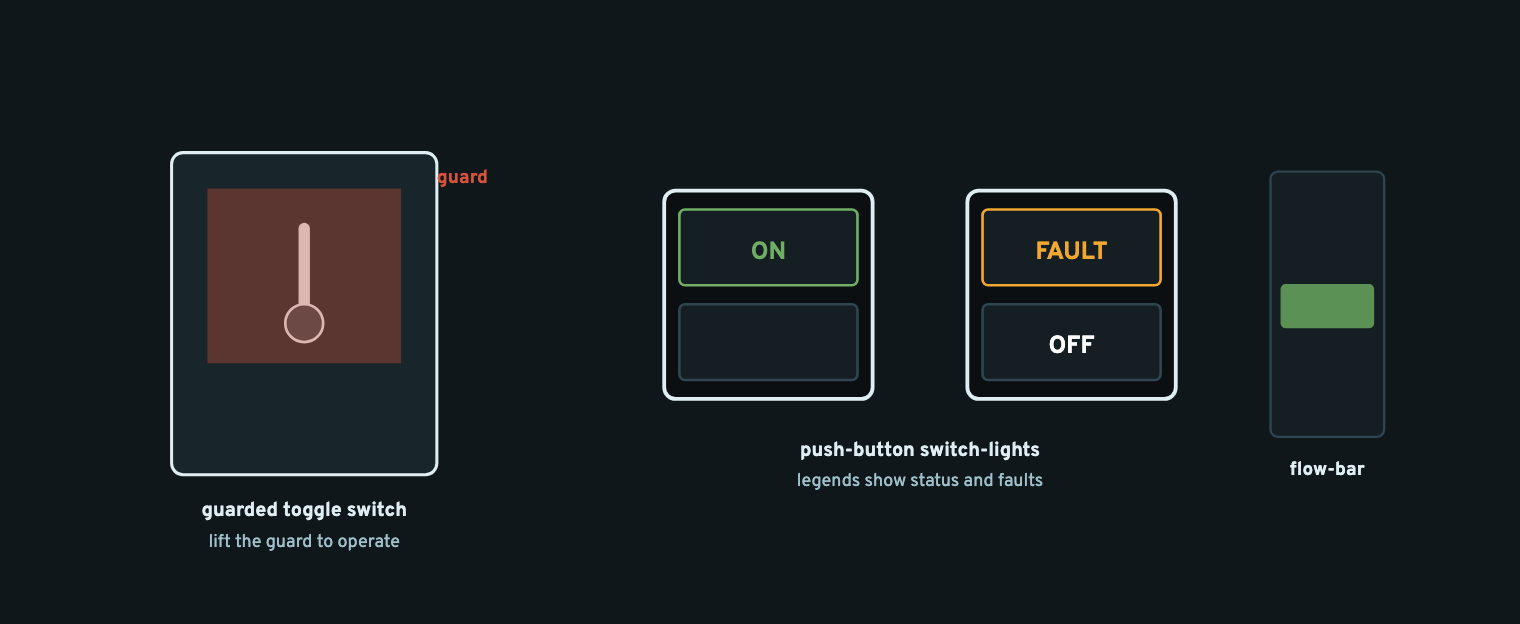 guard
ON
FAULT
OFF
push-button switch-lights
legends show status and faults
flow-bar
guarded toggle switch
lift the guard to operate